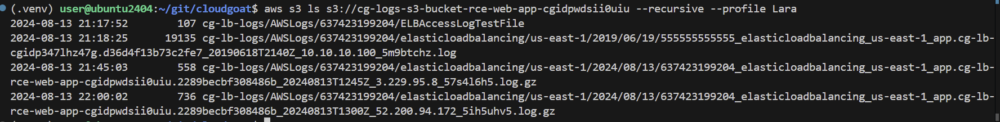 (.venv) user@ubuntu2404:~/git/cloudgoat$ aws s3 ls s3://cg-logs-s3-bucket-rce-web-app-cgidpwdsii0uiu --recursive --profile Lara
2024-08-13 21:17:52        107 cg-lb-logs/AWSLogs/637423199204/ELBAccessLogTestFile
2024-08-13 21:18:25      19135 cg-lb-logs/AWSLogs/637423199204/elasticloadbalancing/us-east-1/2019/06/19/555555555555_elasticloadbalancing_us-east-1_app.cg-lb-
cgidp347lhz47g.d36d4f13b73c2fe7_20190618T2140Z_10.10.10.100_5m9btchz.log
2024-08-13 21:45:03        558 cg-lb-logs/AWSLogs/637423199204/elasticloadbalancing/us-east-1/2024/08/13/637423199204_elasticloadbalancing_us-east-1_app.cg-lb-
rce-web-app-cgidpwdsii0uiu.2289becbf308486b_20240813T1245Z_3.229.95.8_57s4l6h5.log.gz
2024-08-13 22:00:02        736 cg-lb-logs/AWSLogs/637423199204/elasticloadbalancing/us-east-1/2024/08/13/637423199204_elasticloadbalancing_us-east-1_app.cg-lb-
rce-web-app-cgidpwdsii0uiu.2289becbf308486b_20240813T1300Z_52.200.94.172_5ih5uhv5.log.gz